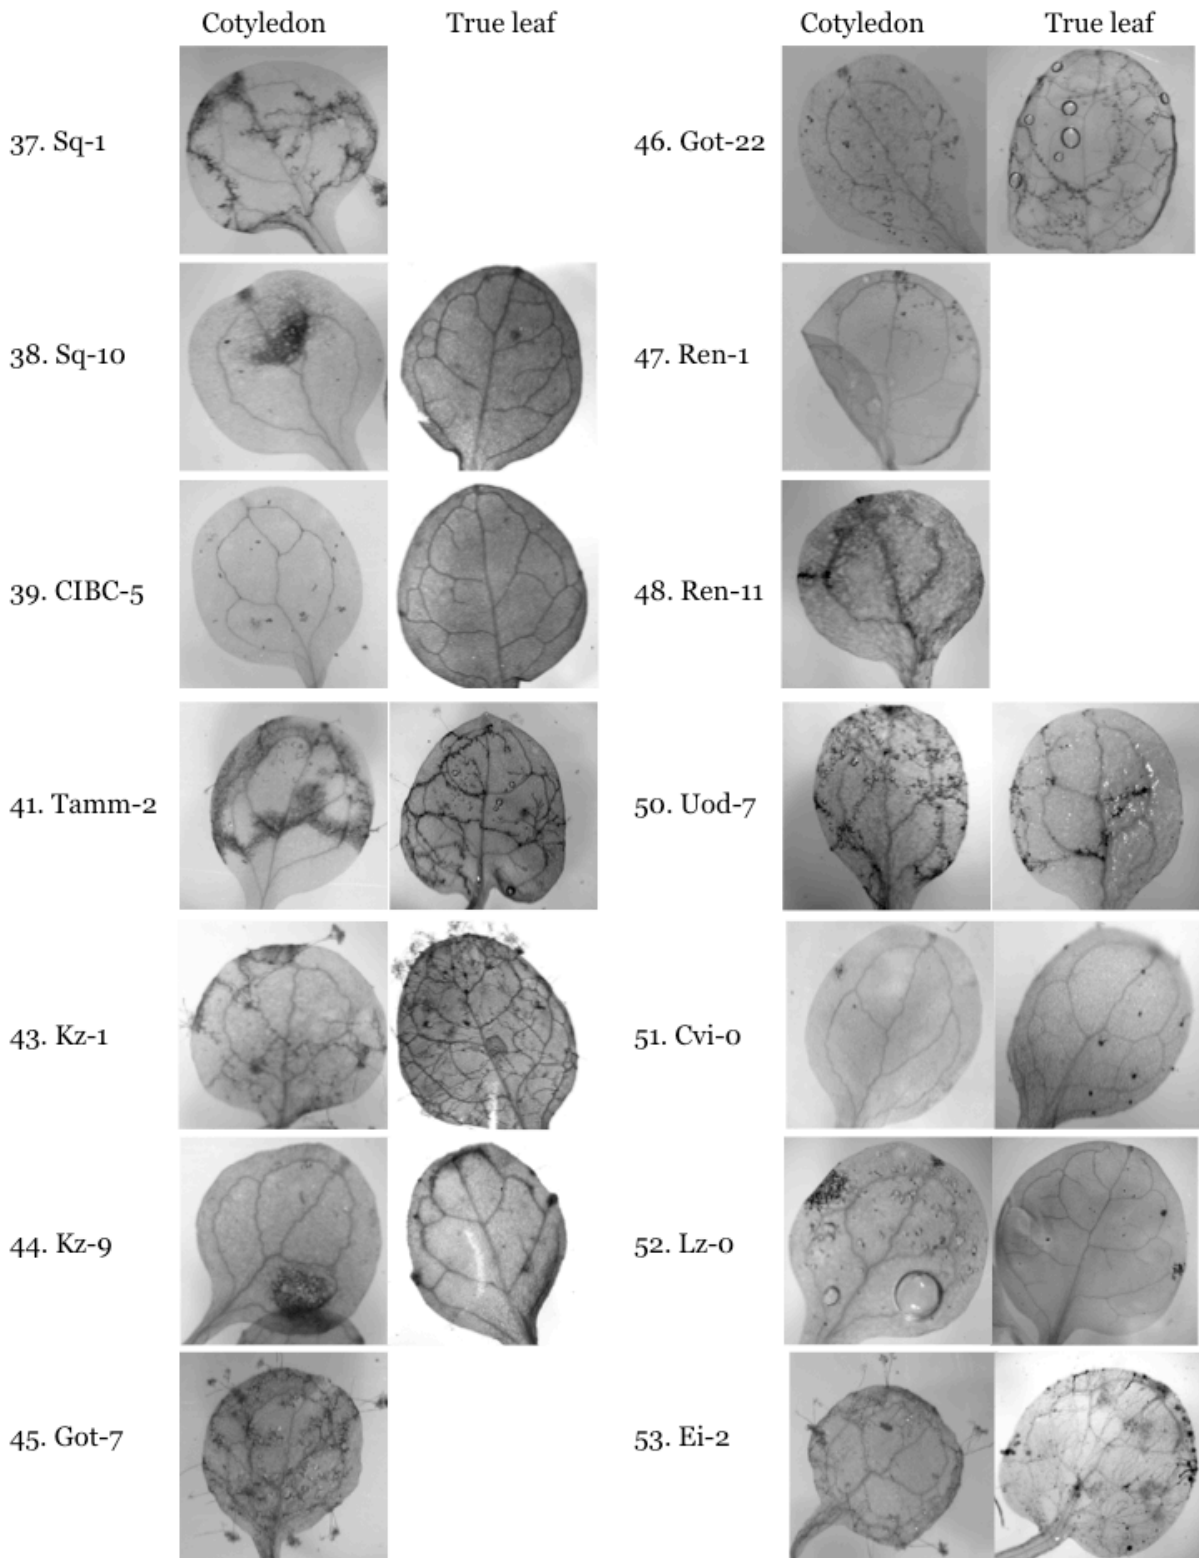 Cotyledon True leaf Cotyledon True leaf
37. Sq-1
38. Sq-10
39. CIBC-5
41. Tamm-2
43. Kz-1
44. Kz-9
45. Got-7
46. Got-22
47. Ren-1
48. Ren-11
50. Uod-7
51. Cvi-0
52. Lz-0
53. Ei-2